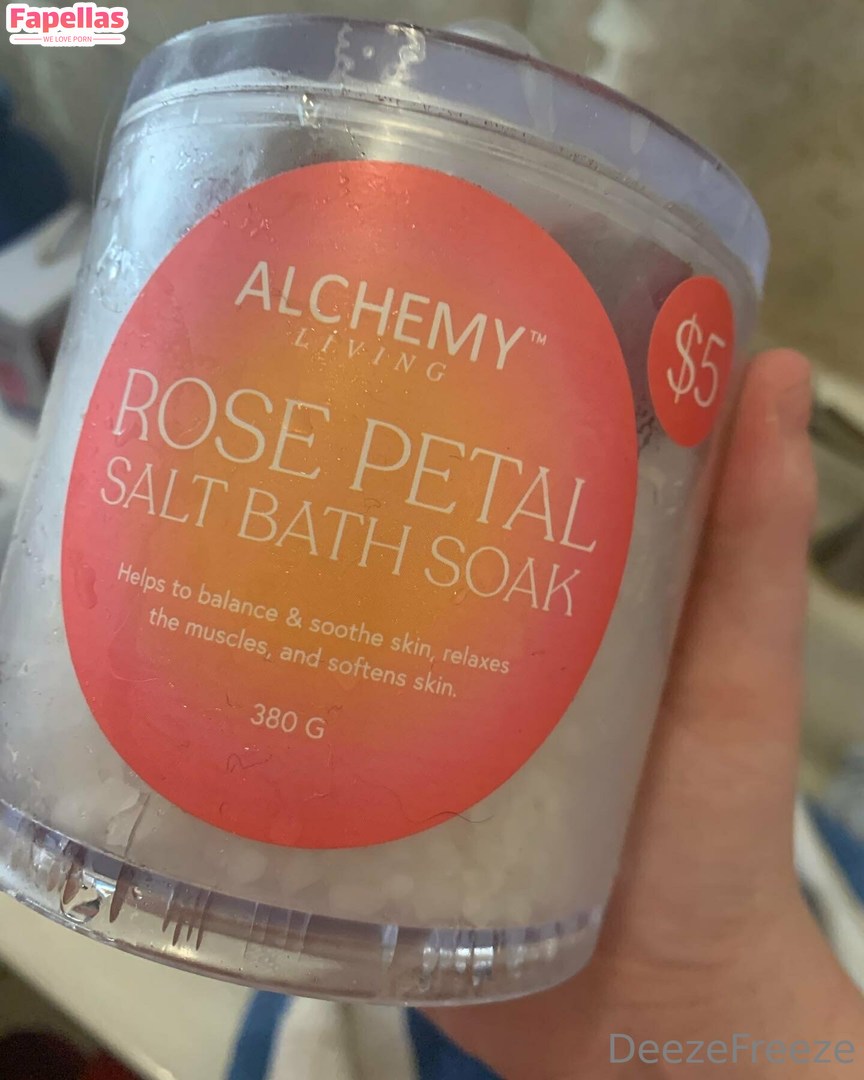 Fapellas
WE LOVE PORN
ALCHEMY™
LIVING
$5
ROSE PETAL
SALT BATH SOAK
Helps to balance & soothe skin, relaxes
the muscles, and softens skin.
380 G
DeezeFreeze